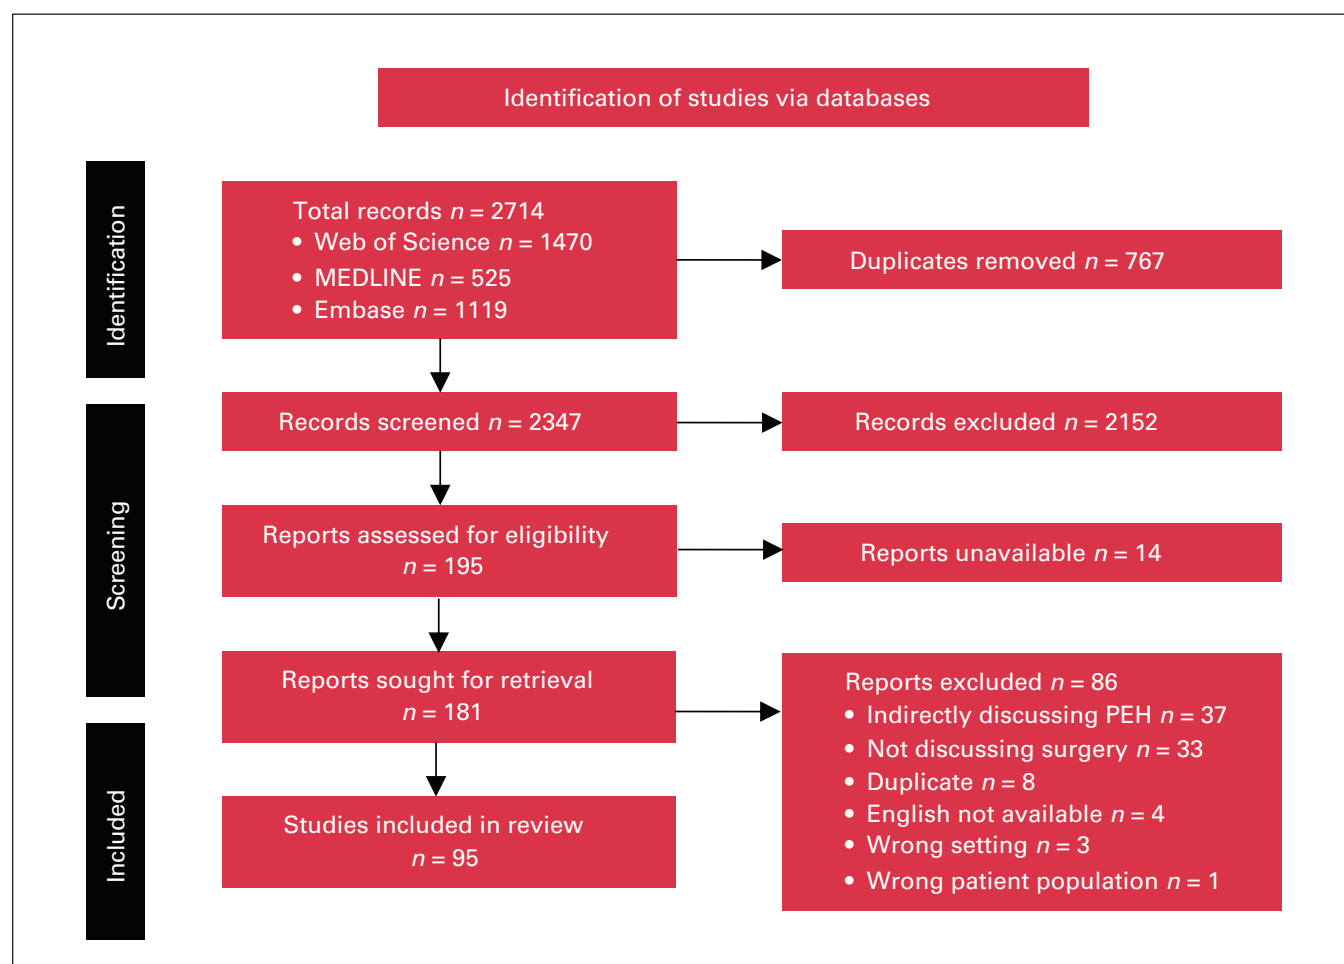 Identification of studies via databases
Identification
Total records n = 2714
• Web of Science n = 1470
• MEDLINE n = 525
• Embase n = 1119
Duplicates removed n = 767
Screening
Records screened n = 2347
Records excluded n = 2152
Reports assessed for eligibility
n = 195
Reports unavailable n = 14
Reports sought for retrieval
n = 181
Reports excluded n = 86
• Indirectly discussing PEH n = 37
• Not discussing surgery n = 33
• Duplicate n = 8
• English not available n = 4
• Wrong setting n = 3
• Wrong patient population n = 1
Included
Studies included in review
n = 95